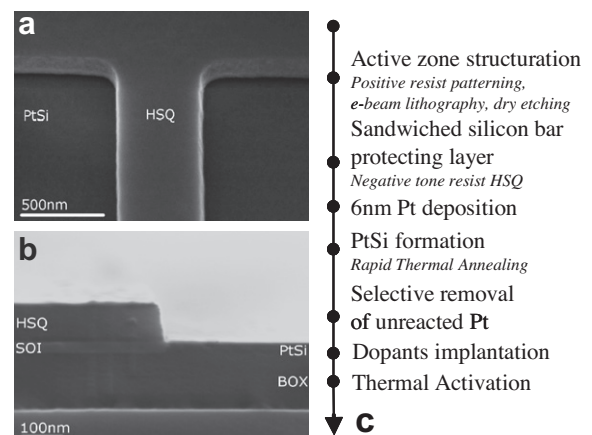 a
PtSi
HSQ
500nm
b
HSQ
SOI
PtSi
BOX
100nm
Active zone structuration
Positive resist patterning,
e-beam lithography, dry etching
Sandwiched silicon bar
protecting layer
Negative tone resist HSQ
6nm Pt deposition
PtSi formation
Rapid Thermal Annealing
Selective removal
of unreacted Pt
Dopants implantation
Thermal Activation
c